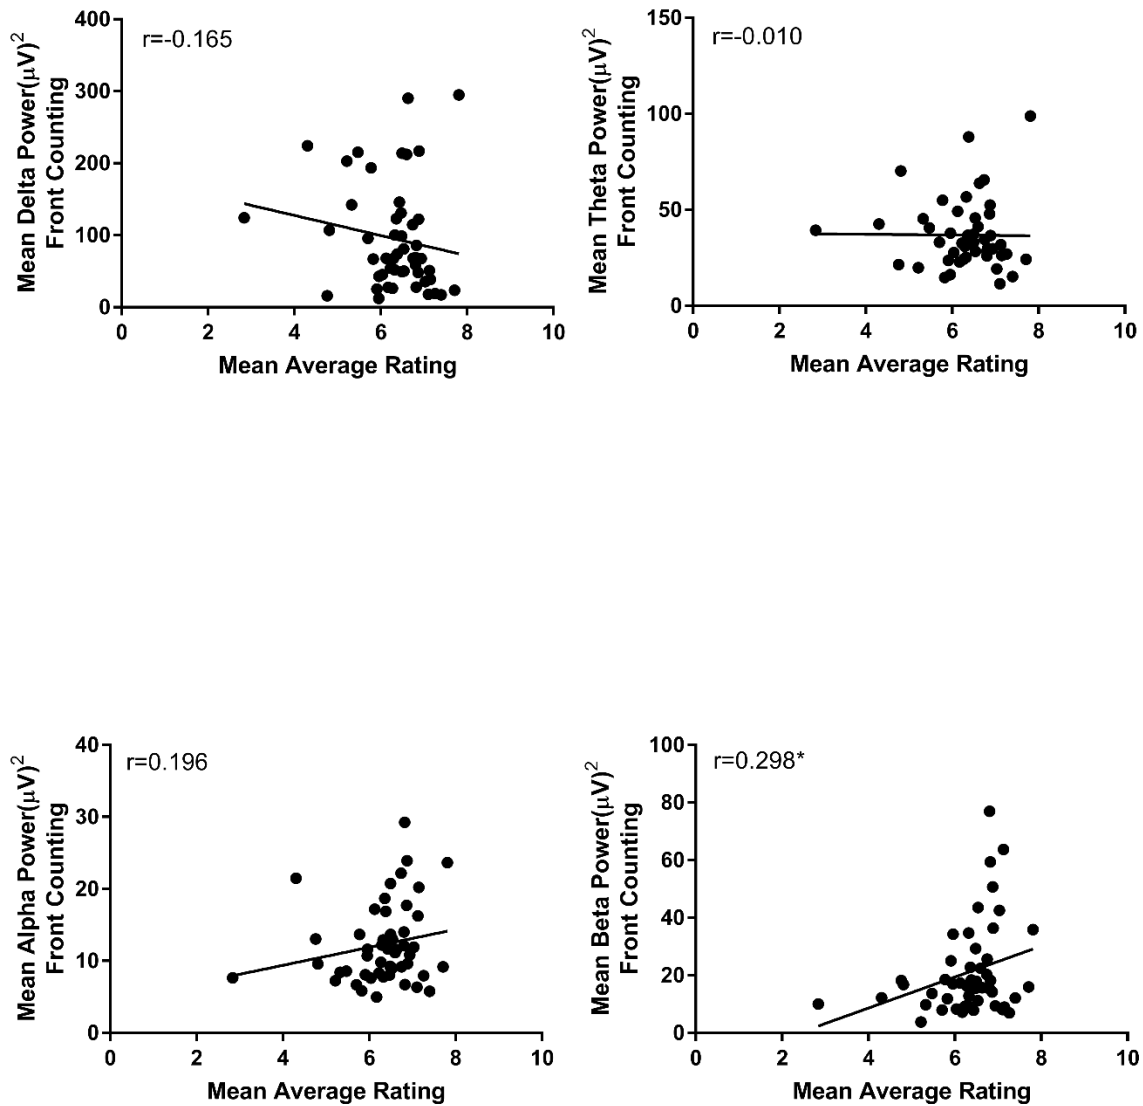 400
300
200
100
0
r=-0.165
Mean Delta Power(μV)²
Front Counting
0 2 4 6 8 10
Mean Average Rating
150
100
50
0
r=-0.010
Mean Theta Power(μV)²
Front Counting
0 2 4 6 8 10
Mean Average Rating
40
30
20
10
0
r=0.196
Mean Alpha Power(μV)²
Front Counting
0 2 4 6 8 10
Mean Average Rating
100
80
60
40
20
0
r=0.298*
Mean Beta Power(μV)²
Front Counting
0 2 4 6 8 10
Mean Average Rating